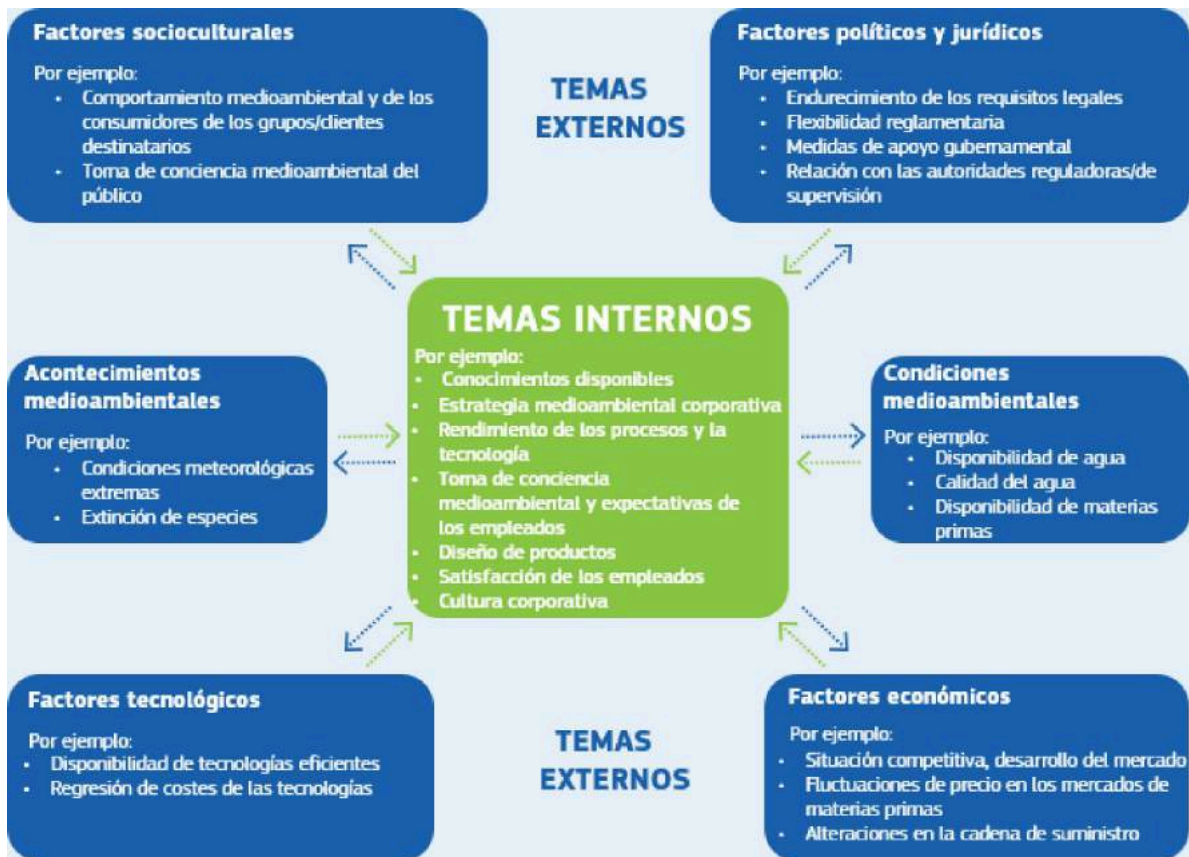 Factores socioculturales
Por ejemplo:
• Comportamiento medioambiental y de los
consumidores de los grupos/clientes
destinatarios
• Toma de conciencia medioambiental del
público
TEMAS
EXTERNOS
Factores políticos y jurídicos
Por ejemplo:
• Endurecimiento de los requisitos legales
• Flexibilidad reglamentaria
• Medidas de apoyo gubernamental
• Relación con las autoridades reguladoras/de
supervisión
Acontecimientos
medioambientales
Por ejemplo:
• Condiciones meteorológicas
extremas
• Extinción de especies
TEMAS INTERNOS
Por ejemplo:
• Conocimientos disponibles
• Estrategia medioambiental corporativa
• Rendimiento de los procesos y la
tecnología
• Toma de conciencia
medioambiental y expectativas de
los empleados
• Diseño de productos
• Satisfacción de los empleados
• Cultura corporativa
Condiciones
medioambientales
Por ejemplo:
• Disponibilidad de agua
• Calidad del agua
• Disponibilidad de materias
primas
Factores tecnológicos
Por ejemplo:
• Disponibilidad de tecnologías eficientes
• Regresión de costes de las tecnologías
TEMAS
EXTERNOS
Factores económicos
Por ejemplo:
• Situación competitiva, desarrollo del mercado
• Fluctuaciones de precio en los mercados de
materias primas
• Alteraciones en la cadena de suministro